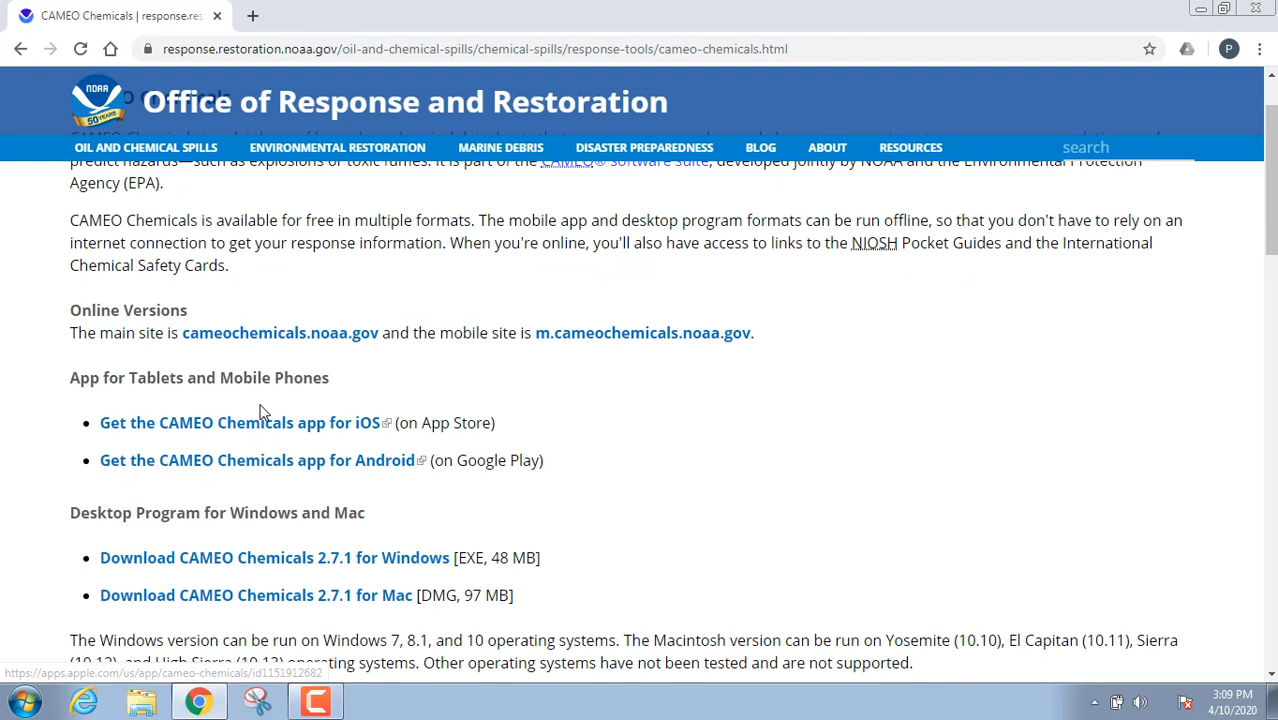 CAMEO Chemicals | response.res
response.restoration.noaa.gov/oil-and-chemical-spills/chemical-spills/response-tools/cameo-chemicals.html
P
NOAA
50 YEARS
Office of Response and Restoration
OIL AND CHEMICAL SPILLS ENVIRONMENTAL RESTORATION MARINE DEBRIS DISASTER PREPAREDNESS BLOG ABOUT RESOURCES search
predict hazards—such as explosions or toxic fumes. It is part of the CAMEO® software suite, developed jointly by NOAA and the Environmental Protection
Agency (EPA).
CAMEO Chemicals is available for free in multiple formats. The mobile app and desktop program formats can be run offline, so that you don't have to rely on an
internet connection to get your response information. When you're online, you'll also have access to links to the NIOSH Pocket Guides and the International
Chemical Safety Cards.
Online Versions
The main site is cameochemicals.noaa.gov and the mobile site is m.cameochemicals.noaa.gov.
App for Tablets and Mobile Phones
• Get the CAMEO Chemicals app for iOS (on App Store)
• Get the CAMEO Chemicals app for Android (on Google Play)
Desktop Program for Windows and Mac
• Download CAMEO Chemicals 2.7.1 for Windows [EXE, 48 MB]
• Download CAMEO Chemicals 2.7.1 for Mac [DMG, 97 MB]
The Windows version can be run on Windows 7, 8.1, and 10 operating systems. The Macintosh version can be run on Yosemite (10.10), El Capitan (10.11), Sierra
(10.12), and High Sierra (10.13) operating systems. Other operating systems have not been tested and are not supported.
https://apps.apple.com/us/app/cameo-chemicals/id1151912682
3:09 PM
4/10/2020